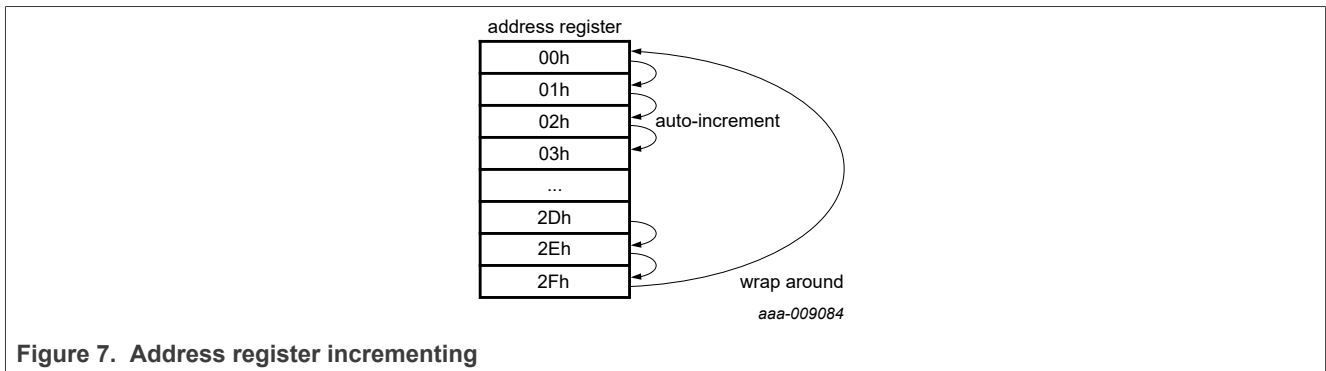 address register
00h
01h
02h
auto-increment
03h
...
2Dh
2Eh
2Fh
wrap around
aaa-009084
Figure 7. Address register incrementing